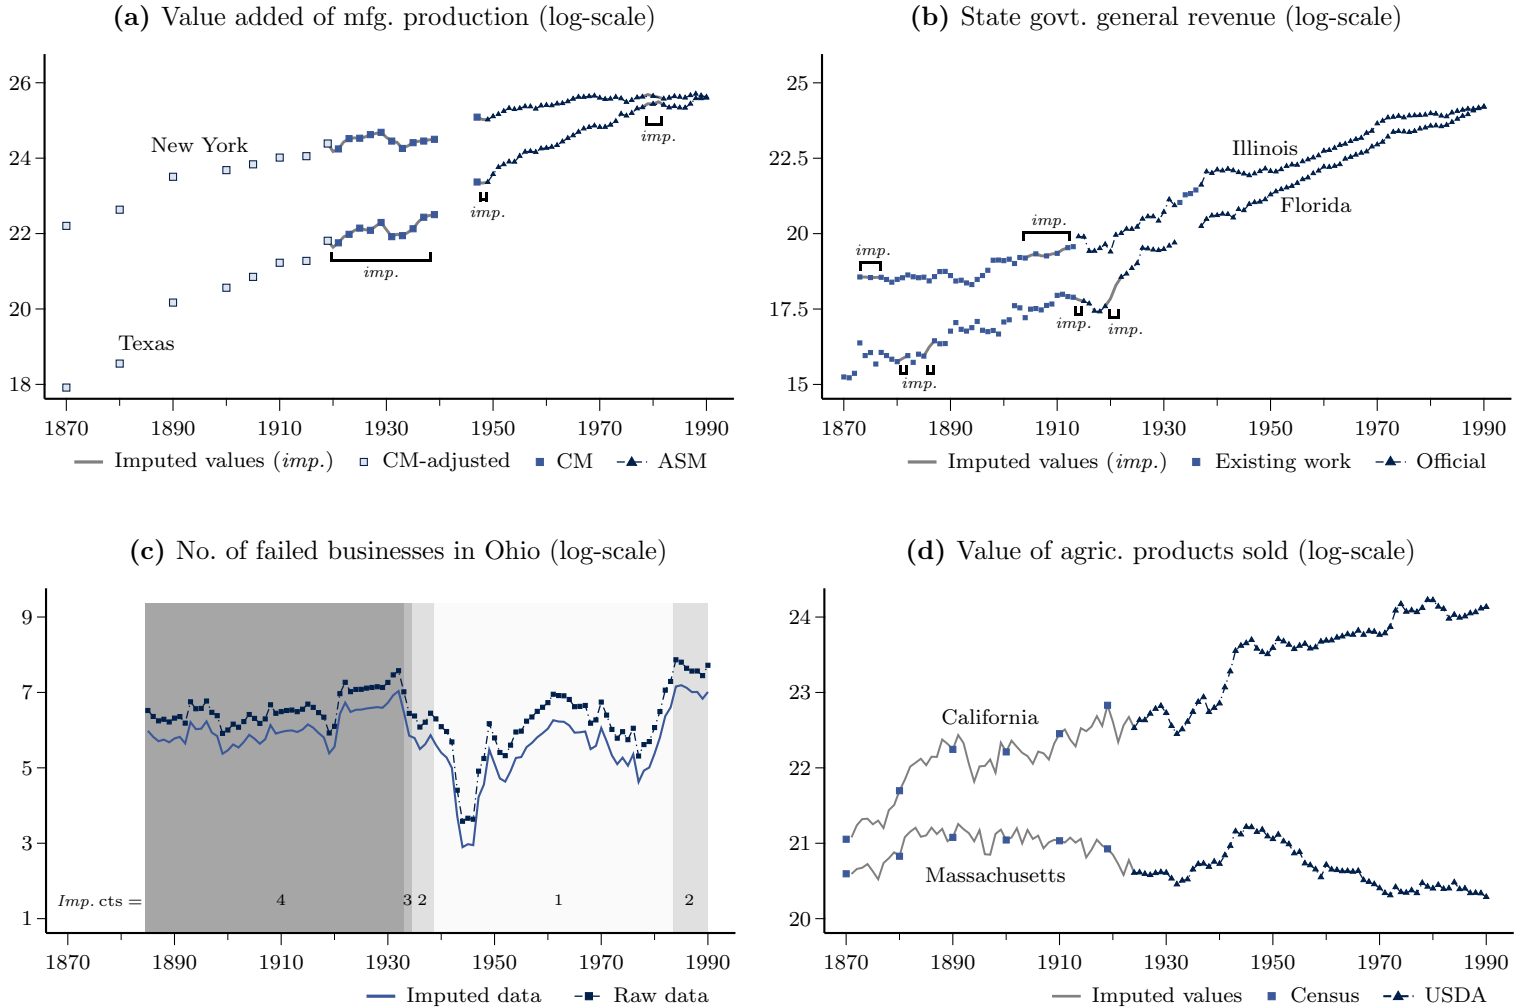 (a) Value added of mfg. production (log-scale)
26
24
22
20
18
New York
Texas
imp.
imp.
imp.
1870 1890 1910 1930 1950 1970 1990
Imputed values (imp.) CM-adjusted CM ASM
(b) State govt. general revenue (log-scale)
25
22.5
20
17.5
15
Illinois
Florida
imp.
imp.
imp.
imp.
imp.
1870 1890 1910 1930 1950 1970 1990
Imputed values (imp.) Existing work Official
(c) No. of failed businesses in Ohio (log-scale)
9
7
5
3
1
Imp. cts = 4 3 2 1 2
1870 1890 1910 1930 1950 1970 1990
Imputed data Raw data
(d) Value of agric. products sold (log-scale)
24
23
22
21
20
California
Massachusetts
1870 1890 1910 1930 1950 1970 1990
Imputed values Census USDA